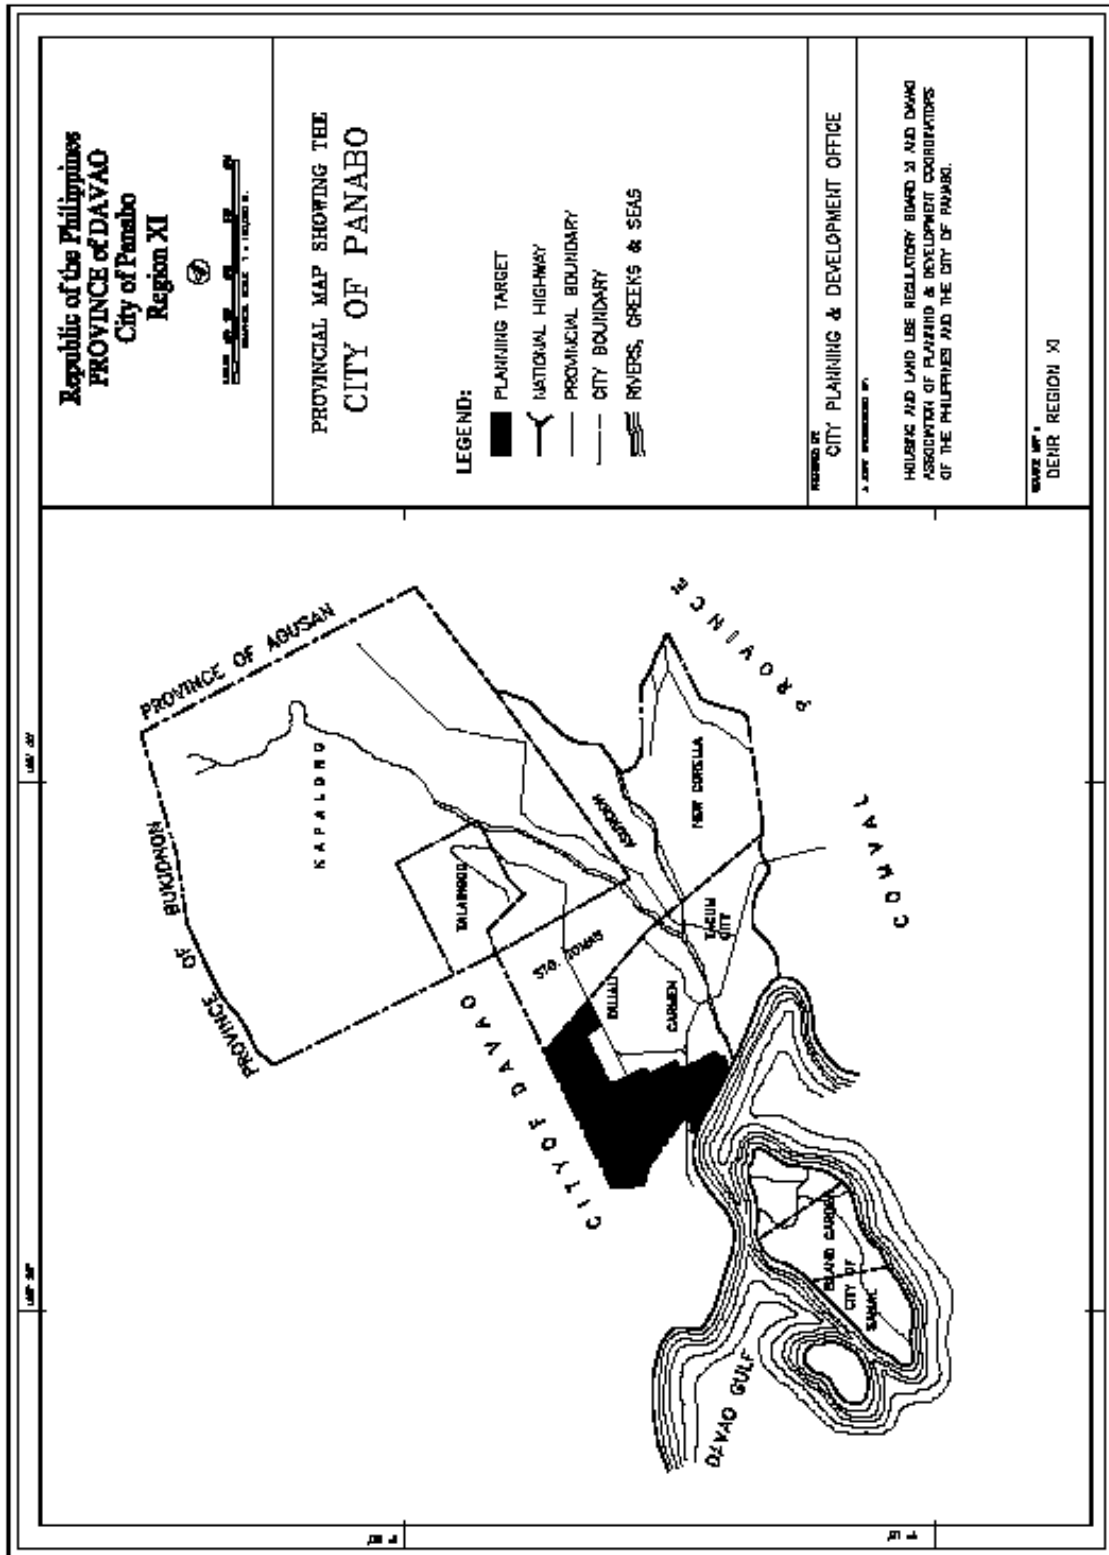 Republic of the Philippines
PROVINCE of DAVAO
City of Panabo
Region XI
PROVINCIAL MAP SHOWING THE
CITY OF PANABO
LEGEND:
PLANNING TARGET
NATIONAL HIGHWAY
PROVINCIAL BOUNDARY
CITY BOUNDARY
RIVERS, CREEKS & SEAS
CITY PLANNING & DEVELOPMENT OFFICE
HOUSING AND LAND USE REGULATORY BOARD XI AND DAVAO
ASSOCIATION OF PLANNING & DEVELOPMENT COORDINATORS
OF THE PHILIPPINES AND THE CITY OF PANABO.
DENR REGION XI
PROVINCE OF AGUSAN
PROVINCE OF BUKIDNON
KAPALONG
TALAINGOD
ASUNCION
NEW CORELLA
STO. TOMAS
TAGUM
CITY
DUJALI
CARMEN
CITY OF DAVAO
COMVAL PROVINCE
ISLAND GARDEN
CITY OF
SAMAL
DAVAO GULF